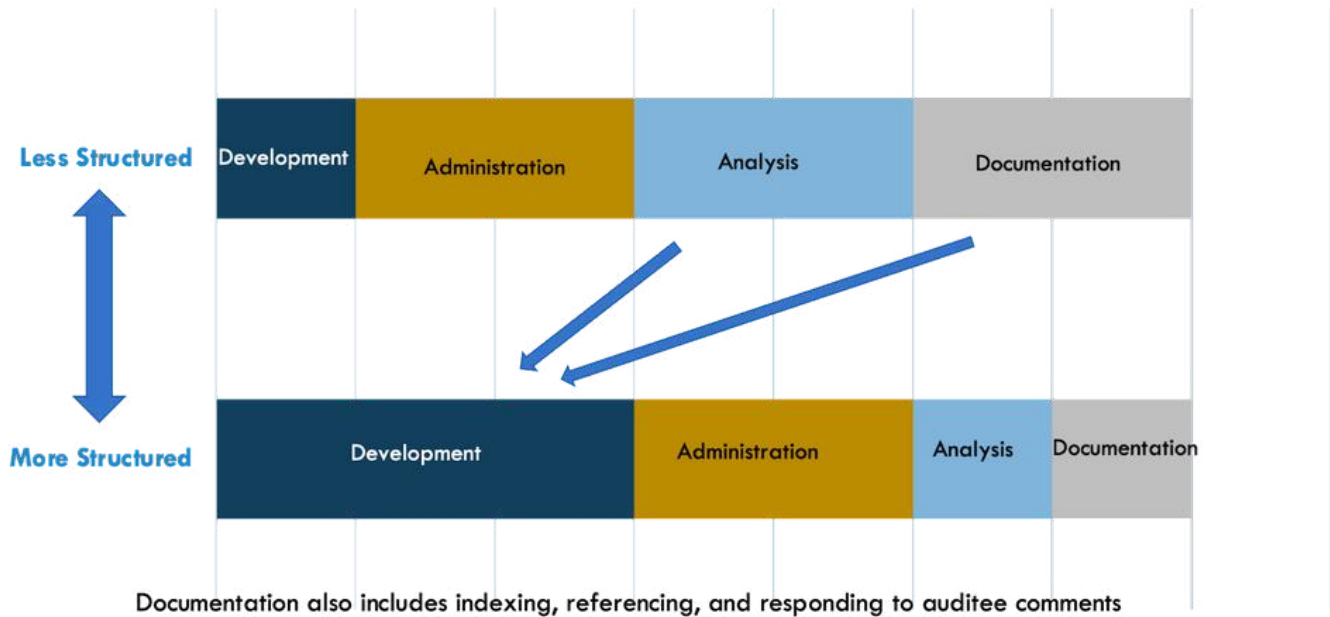 Less Structured
Development
Administration
Analysis
Documentation
More Structured
Development
Administration
Analysis
Documentation
Documentation also includes indexing, referencing, and responding to auditee comments